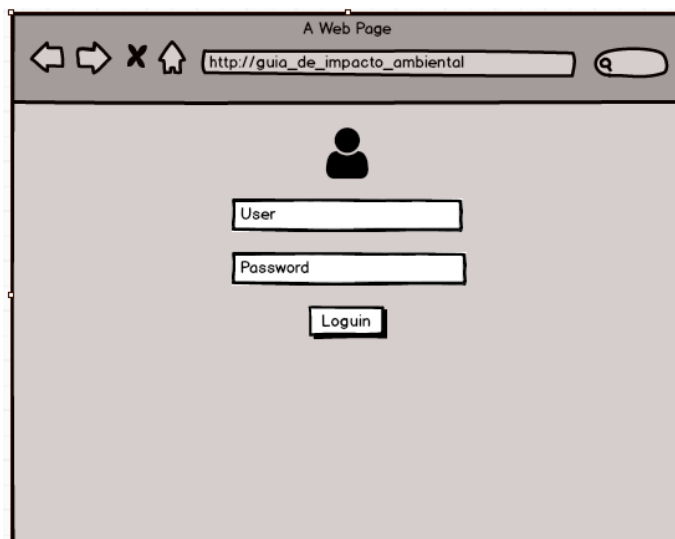 A Web Page
http://guia_de_impacto_ambiental
User
Password
Loguin